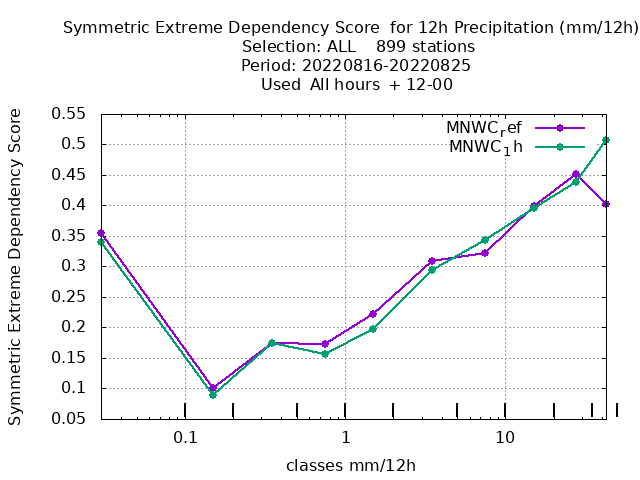 Symmetric Extreme Dependency Score  for 12h Precipitation (mm/12h)
Selection: ALL    899 stations
Period: 20220816-20220825
Used  All hours  + 12-00
MNWC_ref
MNWC_1h
Symmetric Extreme Dependency Score
0.55
0.5
0.45
0.4
0.35
0.3
0.25
0.2
0.15
0.1
0.05
0.1 1 10
classes mm/12h